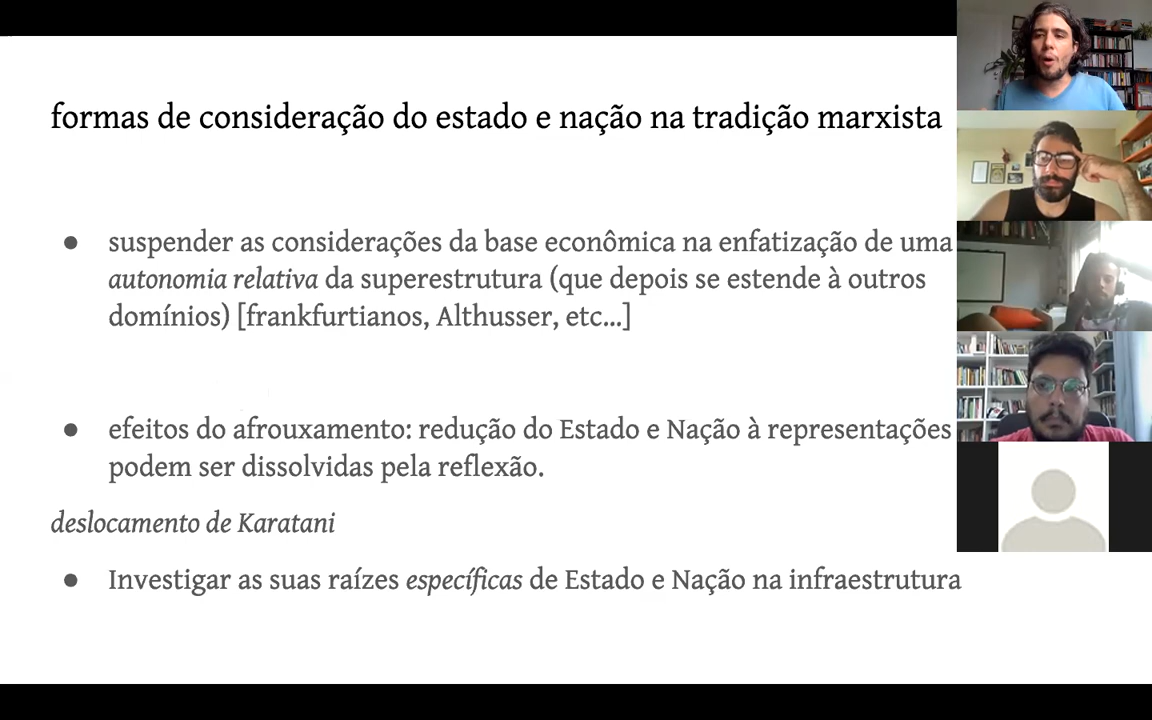 formas de consideração do estado e nação na tradição marxista
● suspender as considerações da base econômica na enfatização de uma
autonomia relativa da superestrutura (que depois se estende à outros
domínios) [frankfurtianos, Althusser, etc...]
● efeitos do afrouxamento: redução do Estado e Nação à representações
podem ser dissolvidas pela reflexão.
deslocamento de Karatani
● Investigar as suas raízes específicas de Estado e Nação na infraestrutura